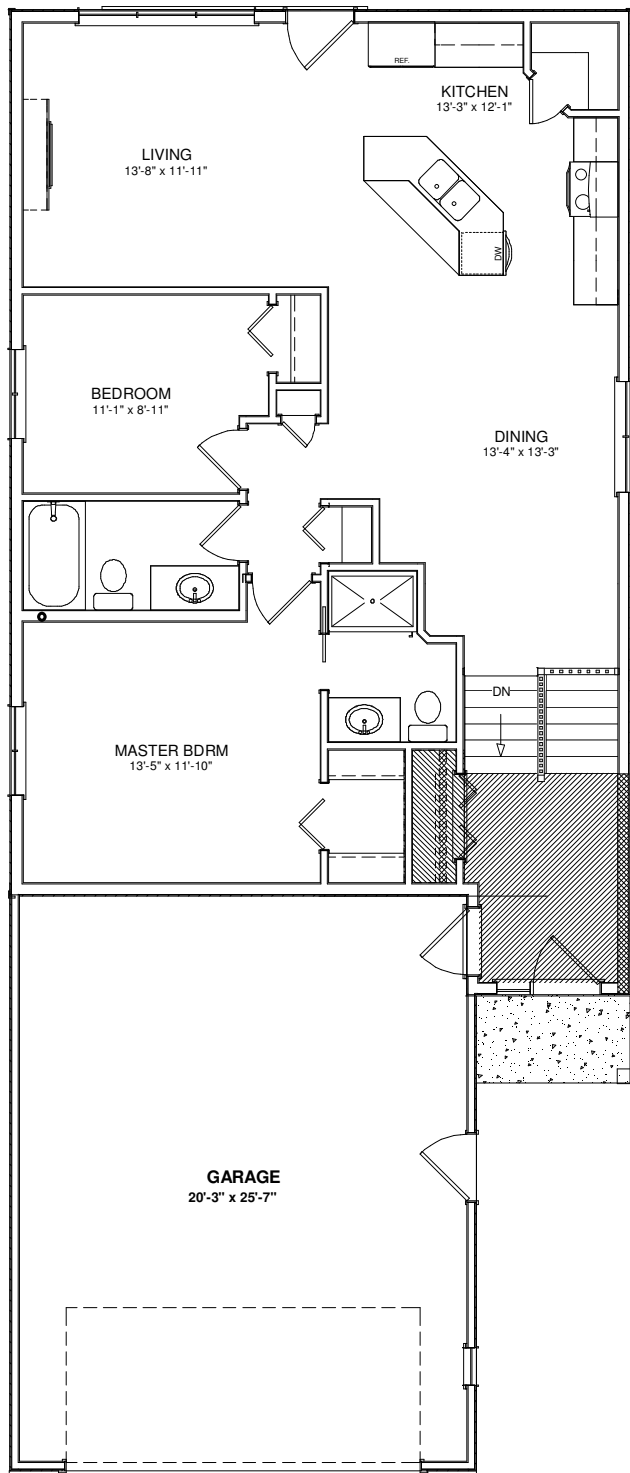 REF.
KITCHEN
13'-3" x 12'-1"
LIVING
13'-8" x 11'-11"
DW
BEDROOM
11'-1" x 8'-11"
DINING
13'-4" x 13'-3"
DN
MASTER BDRM
13'-5" x 11'-10"
GARAGE
20'-3" x 25'-7"